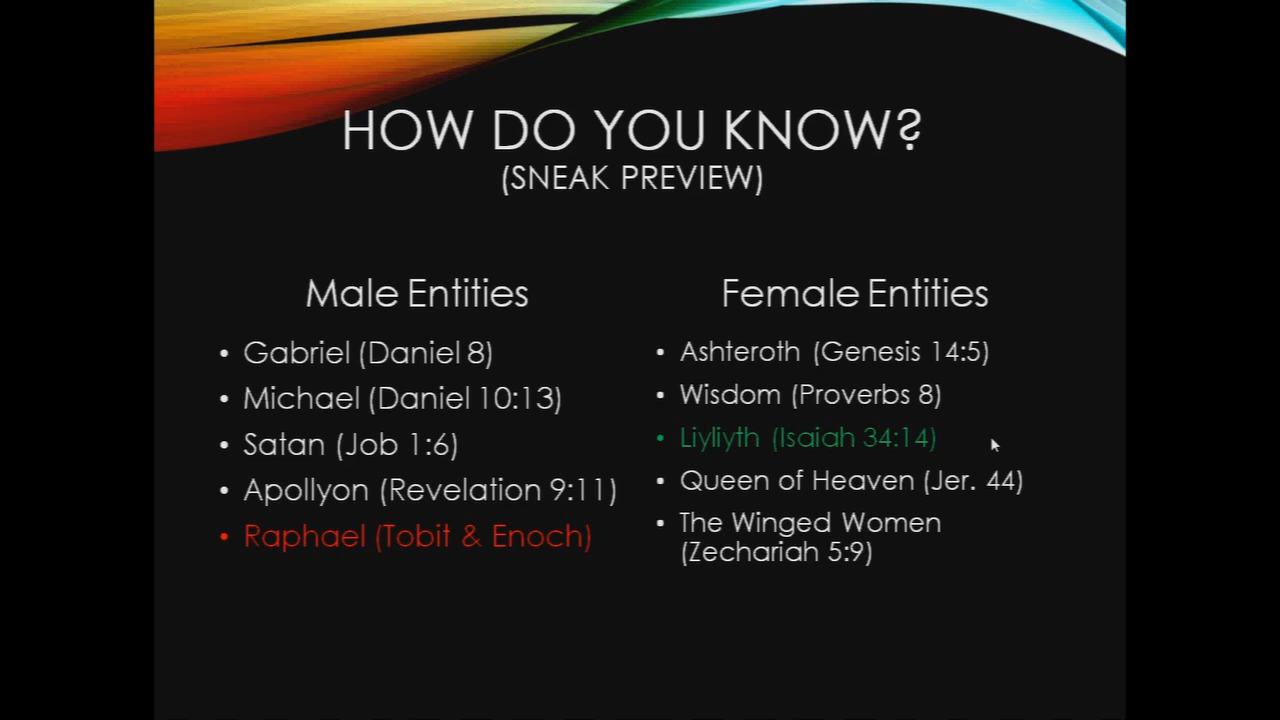 HOW DO YOU KNOW?
(SNEAK PREVIEW)
Male Entities
• Gabriel (Daniel 8)
• Michael (Daniel 10:13)
• Satan (Job 1:6)
• Apollyon (Revelation 9:11)
• Raphael (Tobit & Enoch)
Female Entities
• Ashteroth (Genesis 14:5)
• Wisdom (Proverbs 8)
• Liyliyth (Isaiah 34:14)
• Queen of Heaven (Jer. 44)
• The Winged Women
(Zechariah 5:9)